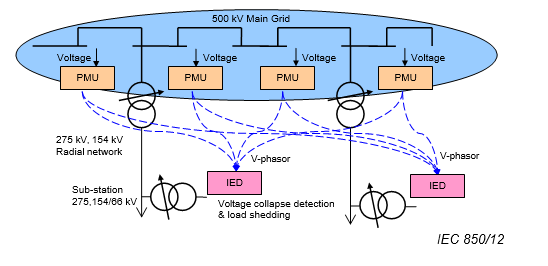 500 kV Main Grid
Voltage
Voltage
Voltage
Voltage
PMU
PMU
PMU
PMU
275 kV, 154 kV
Radial network
V-phasor
V-phasor
IED
IED
Sub-station
275,154/66 kV
Voltage collapse detection
& load shedding
IEC 850/12